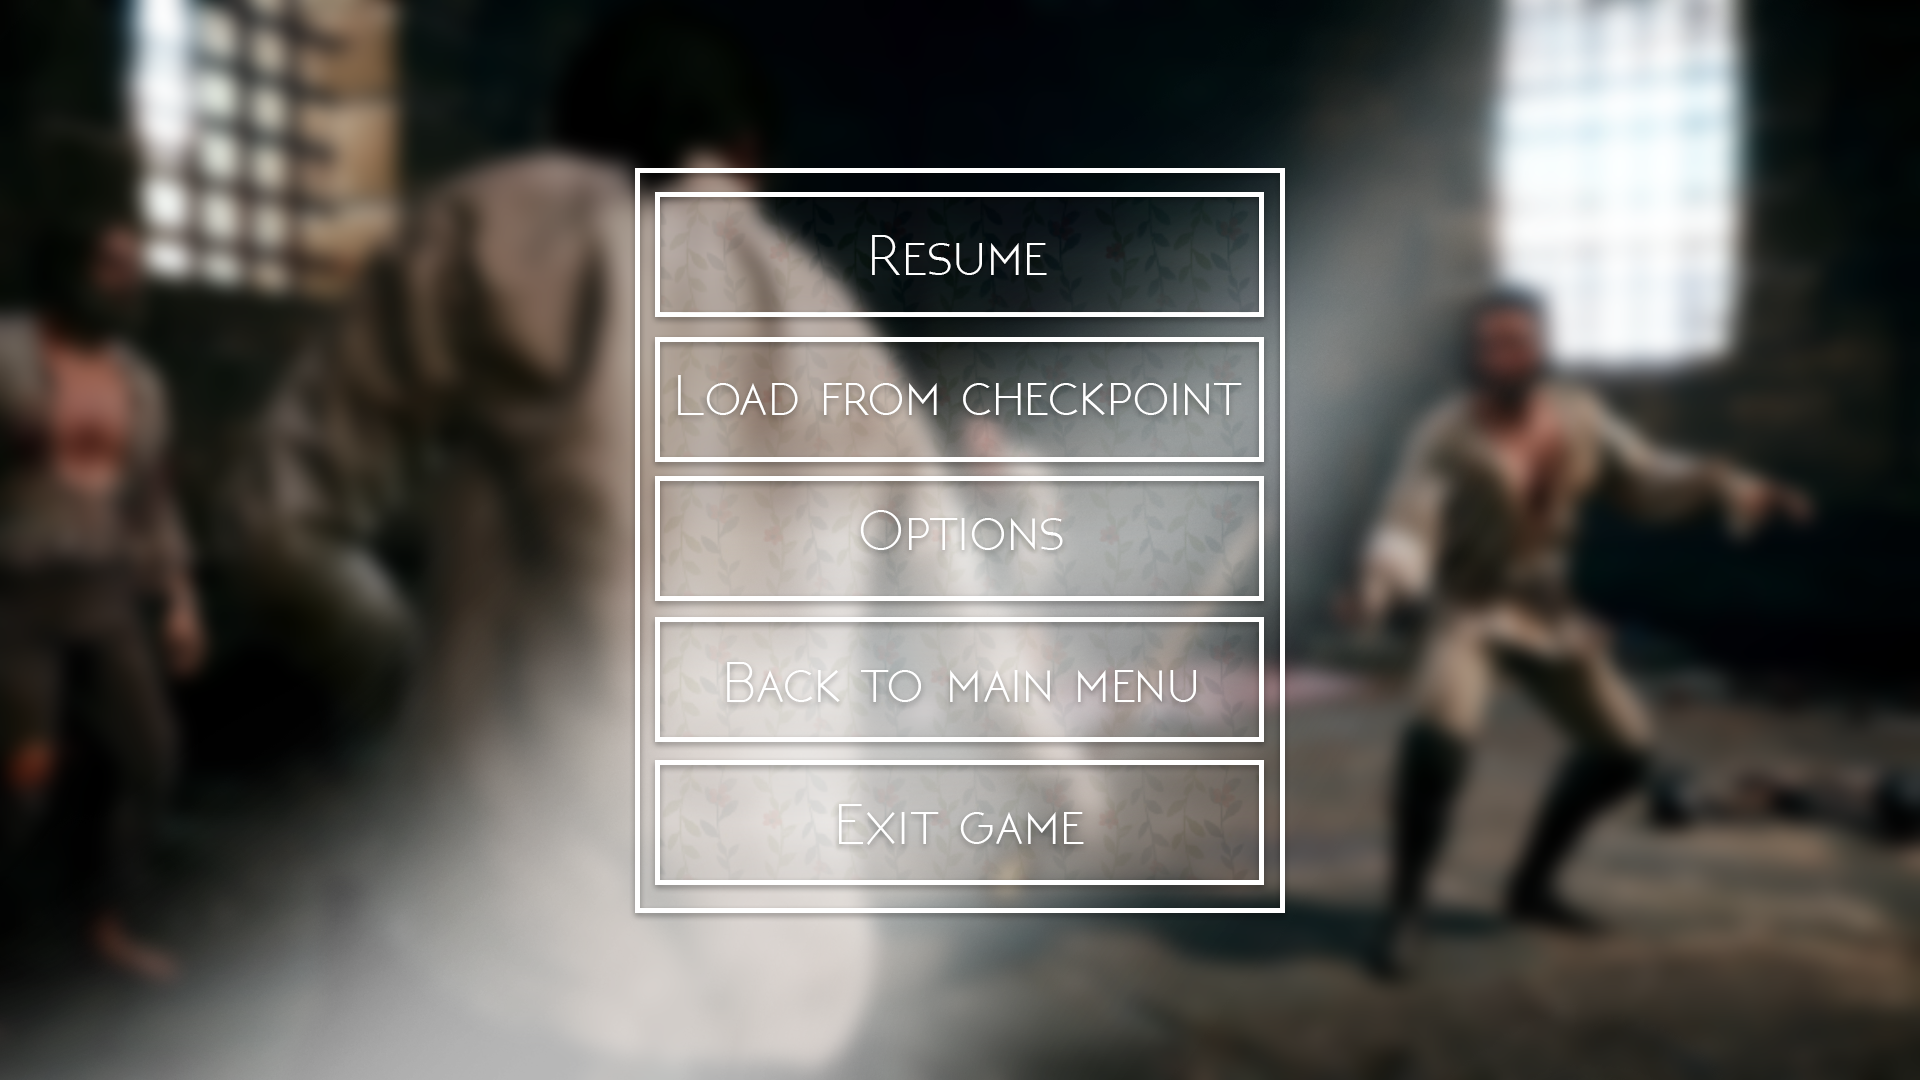 Resume
Load from checkpoint
Options
Back to main menu
Exit game